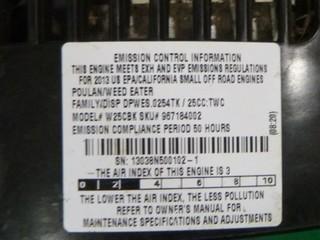 EMISSION CONTROL INFORMATION
THIS ENGINE MEETS EXH AND EVP EMISSIONS REGULATIONS
FOR 2013 US EPA/CALIFORNIA SMALL OFF ROAD ENGINES
POULAN/WEED EATER
FAMILY/DISP DPWES.0254TK / 25CC:TWC
MODEL# W25CBK SKU# 967184002
EMISSION COMPLIANCE PERIOD 50 HOURS
(08:29)
SN: 13038N500102-1
THE AIR INDEX OF THIS ENGINE IS 3
0 2 4 6 8 10
THE LOWER THE AIR INDEX, THE LESS POLLUTION
REFER TO OWNER'S MANUAL FOR
MAINTENANCE SPECIFICATIONS AND ADJUSTMENTS